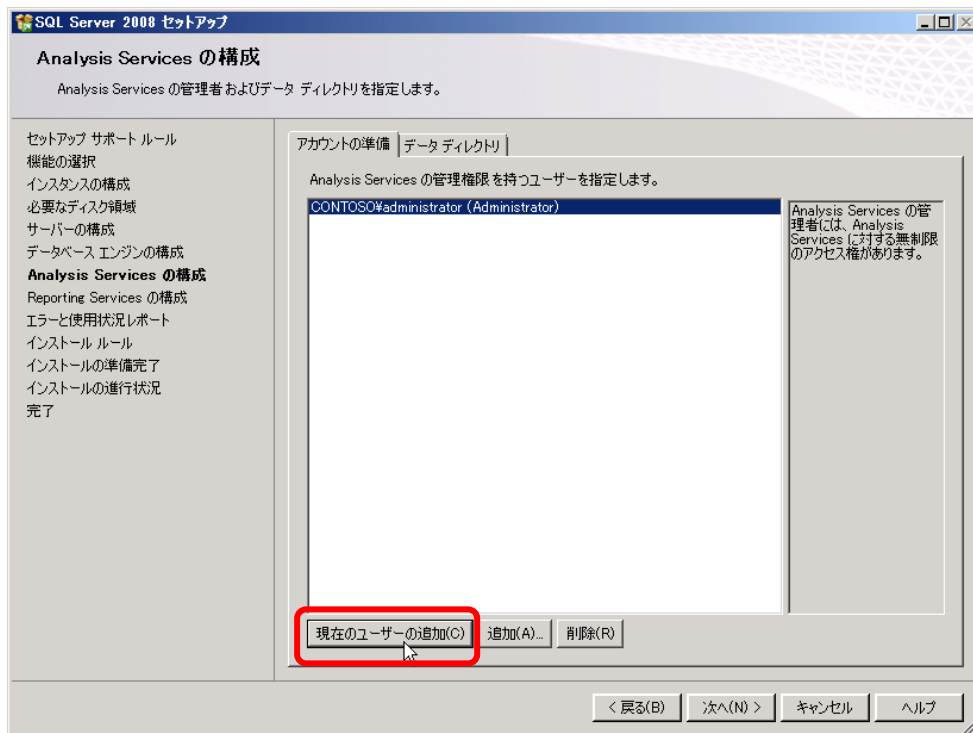 SQL Server 2008 セットアップ
Analysis Services の構成
Analysis Services の管理者 およびデータ ディレクトリを指定します。
セットアップ サポート ルール
機能の選択
インスタンスの構成
必要なディスク領域
サーバーの構成
データベース エンジンの構成
Analysis Services の構成
Reporting Services の構成
エラーと使用状況レポート
インストール ルール
インストールの準備完了
インストールの進行状況
完了
アカウントの準備
データ ディレクトリ
Analysis Services の管理権限を持つユーザーを指定します。
CONTOSO¥administrator (Administrator)
Analysis Services の管
理者には、Analysis
Services に対する無制限
のアクセス権があります。
現在のユーザーの追加(C)
追加(A)...
削除(R)
< 戻る(B)
次へ(N) >
キャンセル
ヘルプ